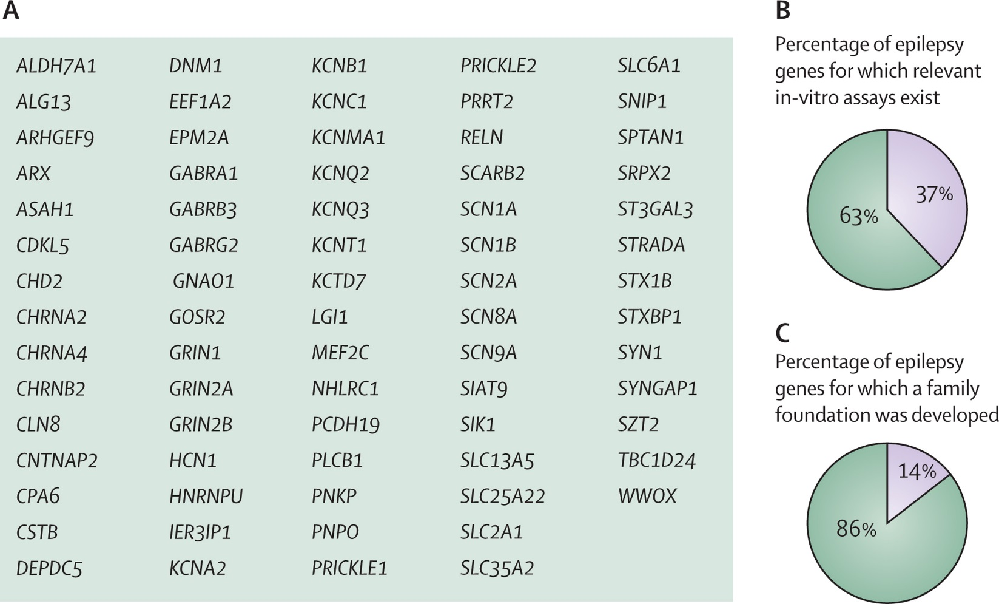 A
ALDH7A1
ALG13
ARHGEF9
ARX
ASAH1
CDKL5
CHD2
CHRNA2
CHRNA4
CHRNB2
CLN8
CNTNAP2
CPA6
CSTB
DEPDC5
DNM1
EEF1A2
EPM2A
GABRA1
GABRB3
GABRG2
GNAO1
GOSR2
GRIN1
GRIN2A
GRIN2B
HCN1
HNRNPU
IER3IP1
KCNA2
KCNB1
KCNC1
KCNMA1
KCNQ2
KCNQ3
KCNT1
KCTD7
LGI1
MEF2C
NHLRC1
PCDH19
PLCB1
PNKP
PNPO
PRICKLE1
PRICKLE2
PRRT2
RELN
SCARB2
SCN1A
SCN1B
SCN2A
SCN8A
SCN9A
SIAT9
SIK1
SLC13A5
SLC25A22
SLC2A1
SLC35A2
SLC6A1
SNIP1
SPTAN1
SRPX2
ST3GAL3
STRADA
STX1B
STXBP1
SYN1
SYNGAP1
SZT2
TBC1D24
WWOX
B
Percentage of epilepsy
genes for which relevant
in-vitro assays exist
37%
63%
C
Percentage of epilepsy
genes for which a family
foundation was developed
14%
86%